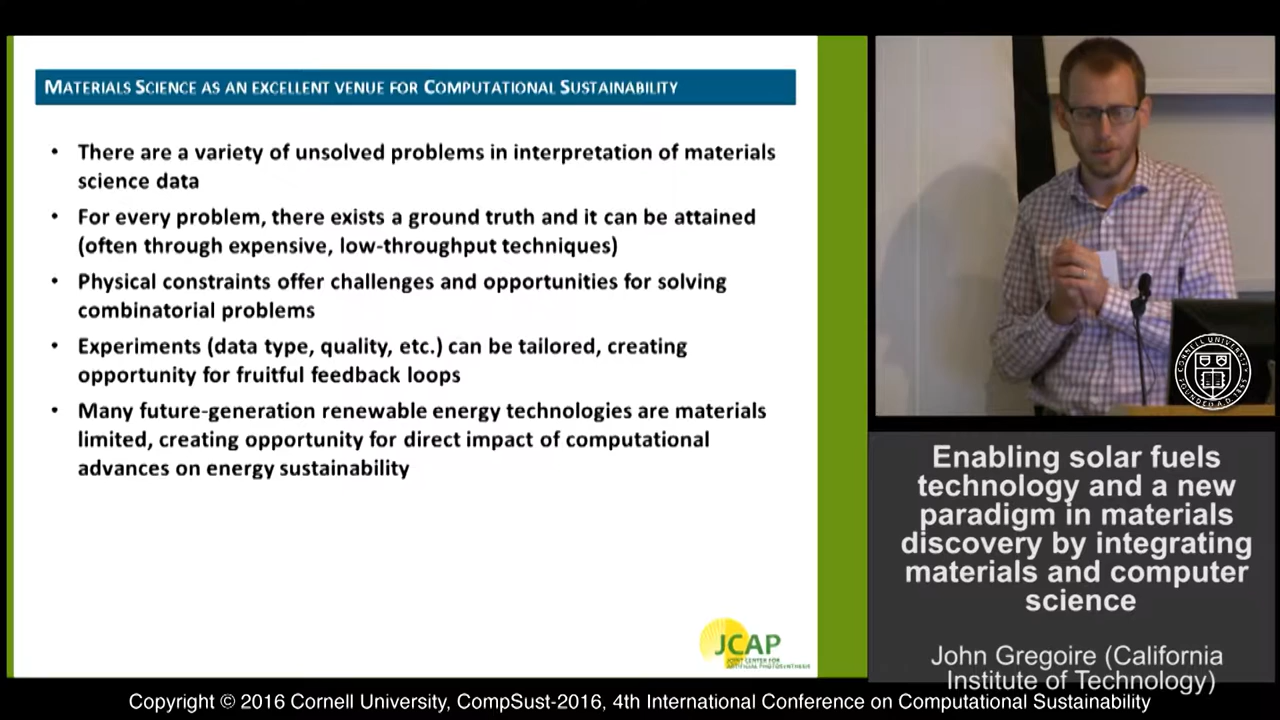 MATERIALS SCIENCE AS AN EXCELLENT VENUE FOR COMPUTATIONAL SUSTAINABILITY
• There are a variety of unsolved problems in interpretation of materials
science data
• For every problem, there exists a ground truth and it can be attained
(often through expensive, low-throughput techniques)
• Physical constraints offer challenges and opportunities for solving
combinatorial problems
• Experiments (data type, quality, etc.) can be tailored, creating
opportunity for fruitful feedback loops
• Many future-generation renewable energy technologies are materials
limited, creating opportunity for direct impact of computational
advances on energy sustainability
JCAP
JOINT CENTER FOR
ARTIFICIAL PHOTOSYNTHESIS
CORNELL UNIVERSITY
FOUNDED A.D. 1865
Enabling solar fuels
technology and a new
paradigm in materials
discovery by integrating
materials and computer
science
John Gregoire (California
Institute of Technology)
Copyright © 2016 Cornell University, CompSust-2016, 4th International Conference on Computational Sustainability